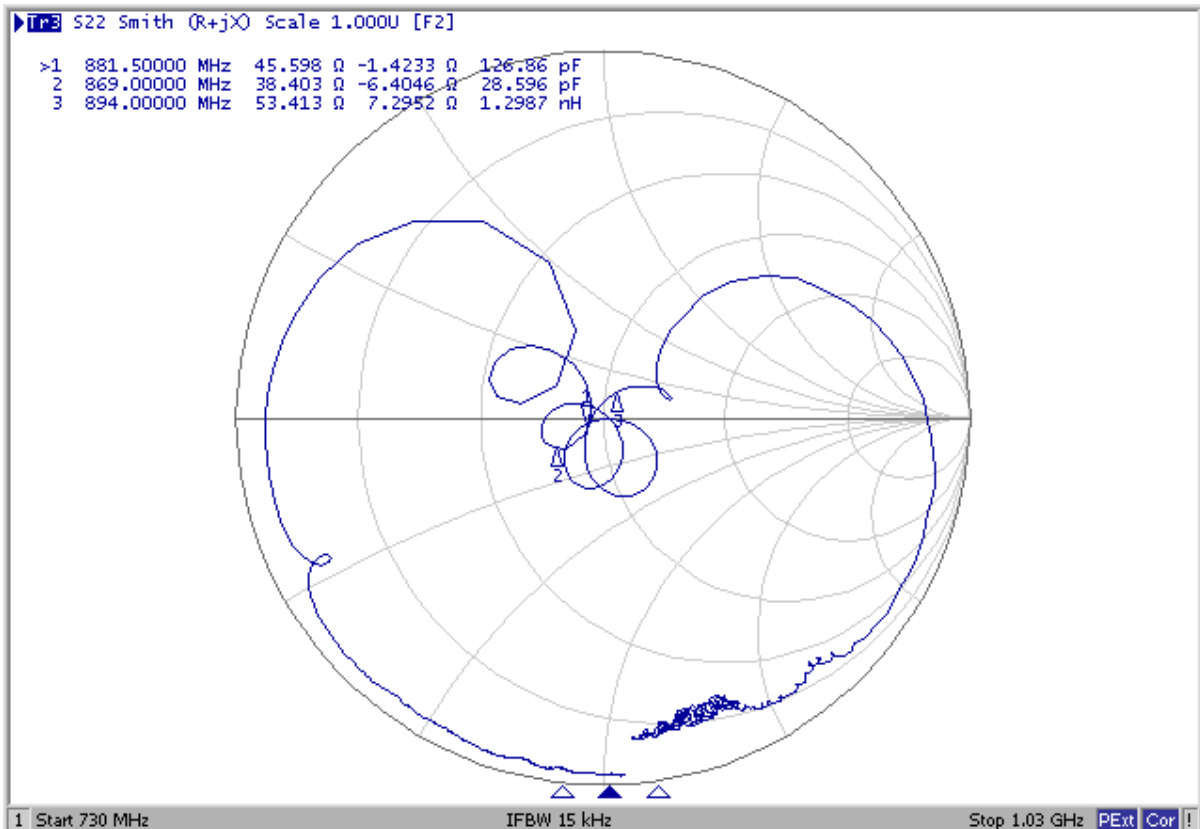 Tr3 S22 Smith (R+jX) Scale 1.000U [F2]
>1 881.50000 MHz 45.598 Ω -1.4233 Ω 126.86 pF
2 869.00000 MHz 38.403 Ω -6.4046 Ω 28.596 pF
3 894.00000 MHz 53.413 Ω 7.2952 Ω 1.2987 nH
1
3
2
1 Start 730 MHz IFBW 15 kHz Stop 1.03 GHz PExt Cor !